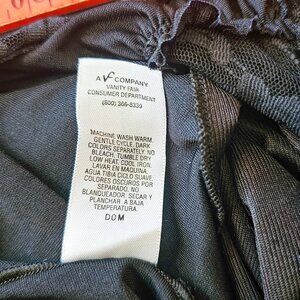 A VF COMPANY
VANITY FAIR
CONSUMER DEPARTMENT
(800) 366-8339
MACHINE WASH WARM,
GENTLE CYCLE, DARK
COLORS SEPARATELY, NO
BLEACH, TUMBLE DRY
LOW HEAT, COOL IRON.
LAVAR EN MAQUINA.
AGUA TIBIA CICLO SUAVE.
COLORES OSCUROS POR
SEPARADO, NO
BLANQUEADOR, SECAR Y
PLANCHAR A BAJA
TEMPERATURA
DOM